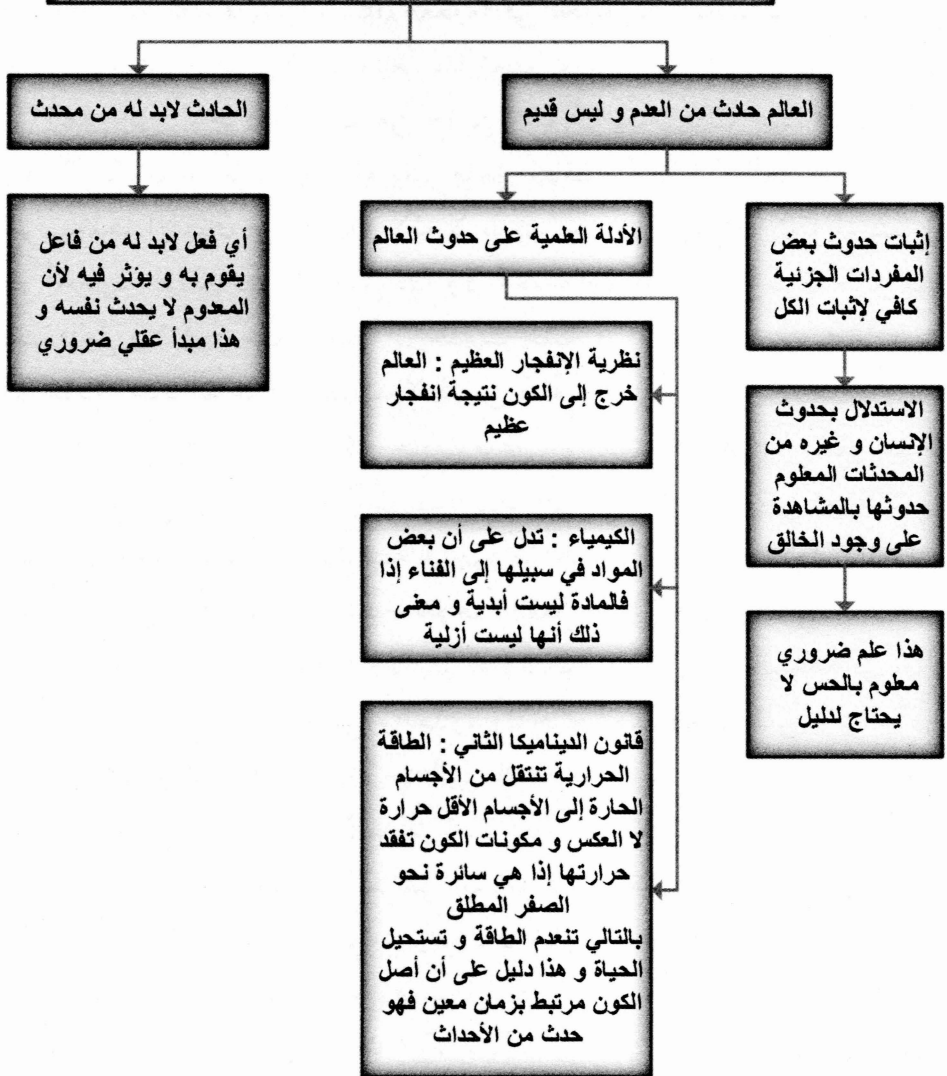 العالم حادث من العدم و ليس قديم
الحادث لابد له من محدث
إثبات حدوث بعض
المفردات الجزئية
كافي لإثبات الكل
الاستدلال بحدوث
الإنسان و غيره من
المحدثات المعلوم
حدوثها بالمشاهدة
على وجود الخالق
هذا علم ضروري
معلوم بالحس لا
يحتاج لدليل
الأدلة العلمية على حدوث العالم
نظرية الإنفجار العظيم : العالم
خرج إلى الكون نتيجة انفجار
عظيم
الكيمياء : تدل على أن بعض
المواد في سبيلها إلى الفناء إذا
فالمادة ليست أبدية و معنى
ذلك أنها ليست أزلية
قانون الديناميكا الثاني : الطاقة
الحرارية تنتقل من الأجسام
الحارة إلى الأجسام الأقل حرارة
لا العكس و مكونات الكون تفقد
حرارتها إذا هي سائرة نحو
الصفر المطلق
بالتالي تنعدم الطاقة و تستحيل
الحياة و هذا دليل على أن أصل
الكون مرتبط بزمان معين فهو
حدث من الأحداث
أي فعل لابد له من فاعل
يقوم به و يؤثر فيه لأن
المعدوم لا يحدث نفسه و
هذا مبدأ عقلي ضروري